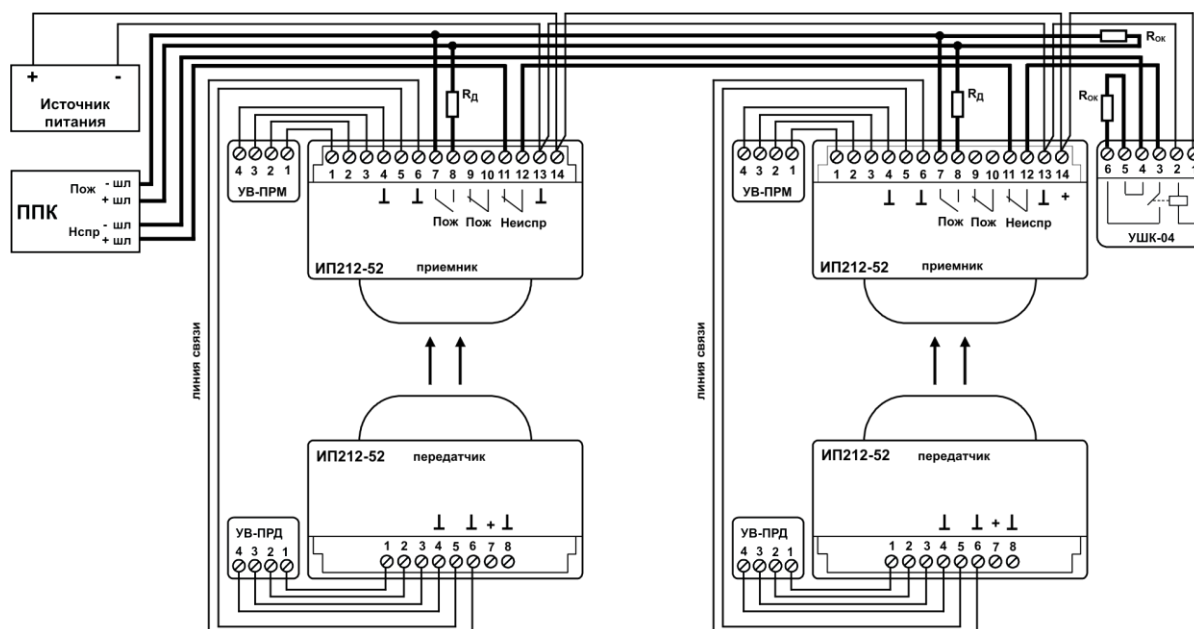 Rок
+ -
Источник
питания
ППК
Пож - шл
+ шл
Нспр - шл
+ шл
Rд
Rд
Rок
4 3 2 1
УВ-ПРМ
1 2 3 4 5 6 7 8 9 10 11 12 13 14
Пож Пож Неиспр
ИП212-52 приемник
4 3 2 1
УВ-ПРМ
1 2 3 4 5 6 7 8 9 10 11 12 13 14
+
Пож Пож Неиспр
ИП212-52 приемник
6 5 4 3 2 1
УШК-04
линия связи
линия связи
ИП212-52 передатчик
+
УВ-ПРД
4 3 2 1
1 2 3 4 5 6 7 8
ИП212-52 передатчик
+
УВ-ПРД
4 3 2 1
1 2 3 4 5 6 7 8